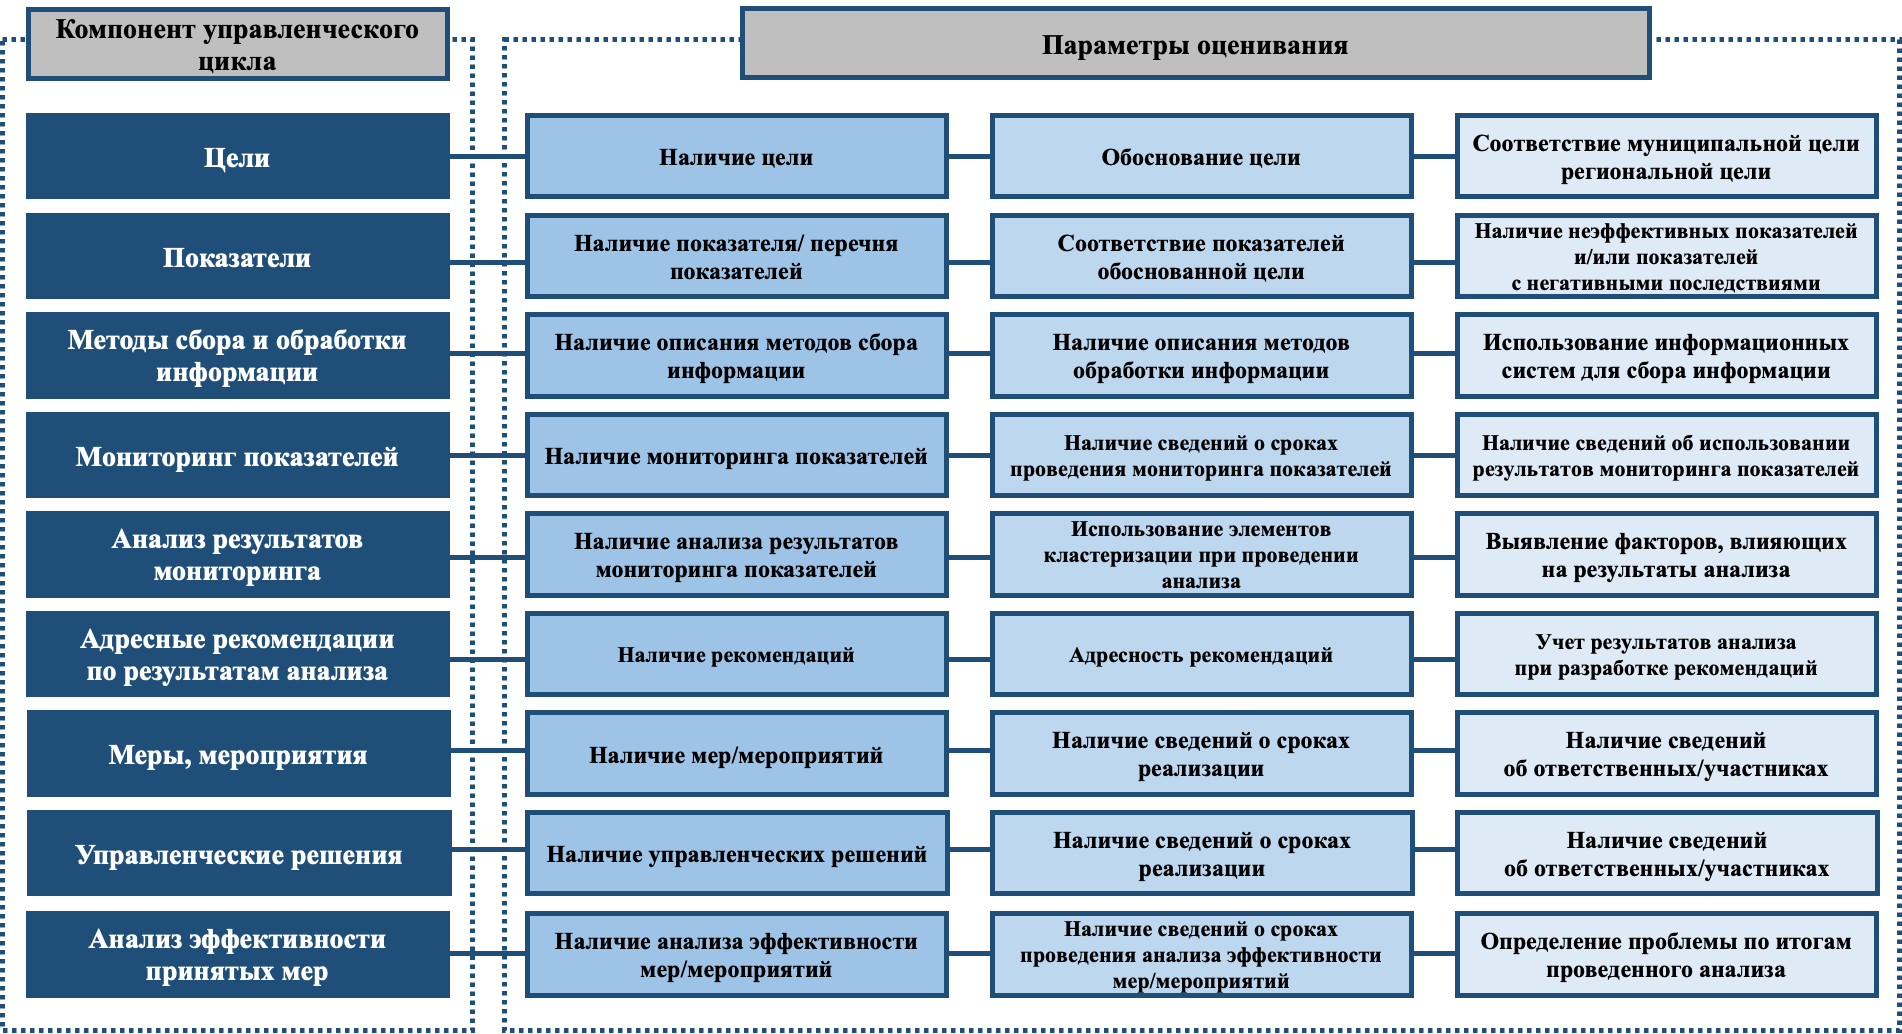 Компонент управленческого
цикла
Параметры оценивания
Цели
Наличие цели
Обоснование цели
Соответствие муниципальной цели
региональной цели
Показатели
Наличие показателя/ перечня
показателей
Соответствие показателей
обоснованной цели
Наличие неэффективных показателей
и/или показателей
с негативными последствиями
Методы сбора и обработки
информации
Наличие описания методов сбора
информации
Наличие описания методов
обработки информации
Использование информационных
систем для сбора информации
Мониторинг показателей
Наличие мониторинга показателей
Наличие сведений о сроках
проведения мониторинга показателей
Наличие сведений об использовании
результатов мониторинга показателей
Анализ результатов
мониторинга
Наличие анализа результатов
мониторинга показателей
Использование элементов
кластеризации при проведении
анализа
Выявление факторов, влияющих
на результаты анализа
Адресные рекомендации
по результатам анализа
Наличие рекомендаций
Адресность рекомендаций
Учет результатов анализа
при разработке рекомендаций
Меры, мероприятия
Наличие мер/мероприятий
Наличие сведений о сроках
реализации
Наличие сведений
об ответственных/участниках
Управленческие решения
Наличие управленческих решений
Наличие сведений о сроках
реализации
Наличие сведений
об ответственных/участниках
Анализ эффективности
принятых мер
Наличие анализа эффективности
мер/мероприятий
Наличие сведений о сроках
проведения анализа эффективности
мер/мероприятий
Определение проблемы по итогам
проведенного анализа